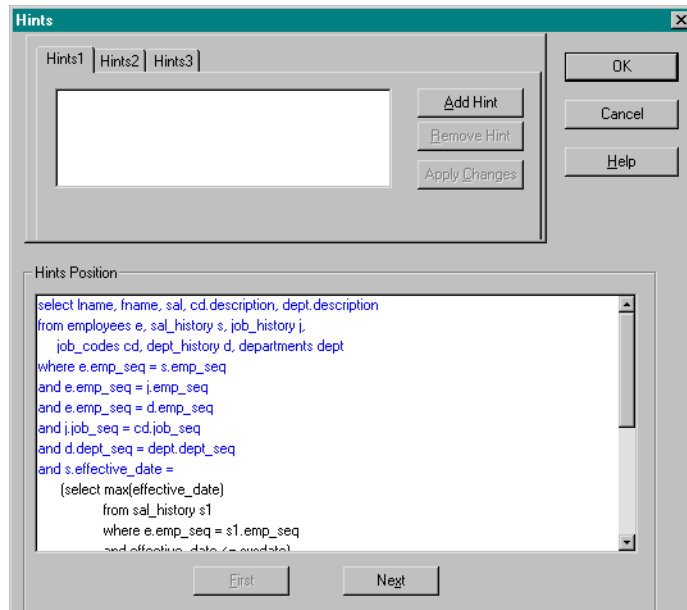 Hints
Hints1 Hints2 Hints3
Add Hint
Remove Hint
Apply Changes
OK
Cancel
Help
Hints Position
select lname, fname, sal, cd.description, dept.description
from employees e, sal_history s, job_history j,
job_codes cd, dept_history d, departments dept
where e.emp_seq = s.emp_seq
and e.emp_seq = j.emp_seq
and e.emp_seq = d.emp_seq
and j.job_seq = cd.job_seq
and d.dept_seq = dept.dept_seq
and s.effective_date =
(select max(effective_date)
from sal_history s1
where e.emp_seq = s1.emp_seq
and effective_date <= sysdate)
First Next